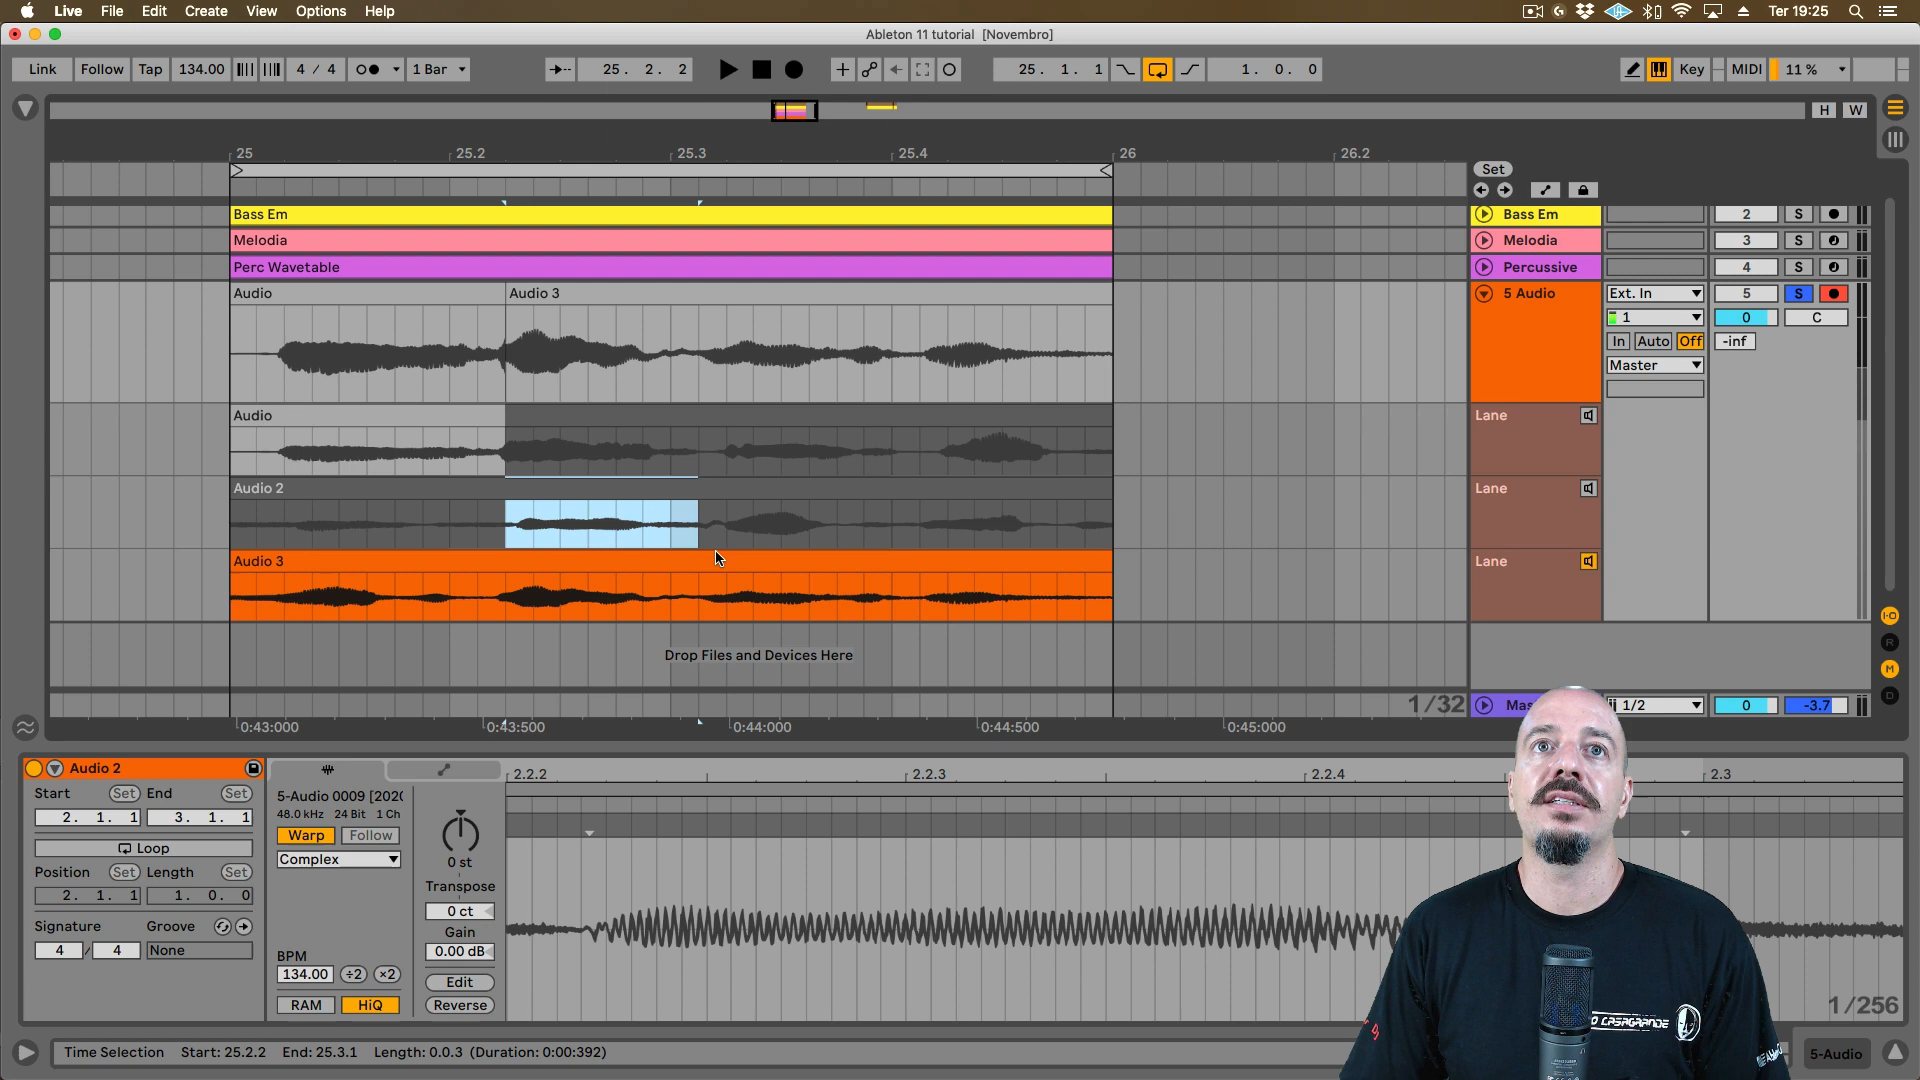 Live File Edit Create View Options Help Ter 19:25
Ableton 11 tutorial [Novembro]
Link Follow Tap 134.00 4 / 4 1 Bar 25. 2. 2 25. 1. 1 1. 0. 0 Key MIDI 11 %
H W
25 25.2 25.3 25.4 26 26.2
Set
Bass Em Bass Em 2 S
Melodia Melodia 3 S
Perc Wavetable Percussive 4 S
Audio Audio 3 5 Audio Ext. In 5 S
1 0 C
In Auto Off -inf
Master
Audio Lane
Audio 2 Lane
Audio 3 Lane
Drop Files and Devices Here
1/32 Mas 1/2 0 -3.7
I·O
R
M
D
0:43:000 0:43:500 0:44:000 0:44:500 0:45:000
Audio 2
Start Set End Set
2. 1. 1 3. 1. 1
Loop
Position Set Length Set
2. 1. 1 1. 0. 0
Signature Groove
4 / 4 None
5-Audio 0009 [202
48.0 kHz 24 Bit 1 Ch
Warp Follow
Complex
BPM
134.00 ÷2 ×2
RAM HiQ
0 st
Transpose
0 ct
Gain
0.00 dB
Edit
Reverse
2.2.2 2.2.3 2.2.4 2.3
1/256
O CASAGRANDE
Time Selection Start: 25.2.2 End: 25.3.1 Length: 0.0.3 (Duration: 0:00:392) 5-Audio